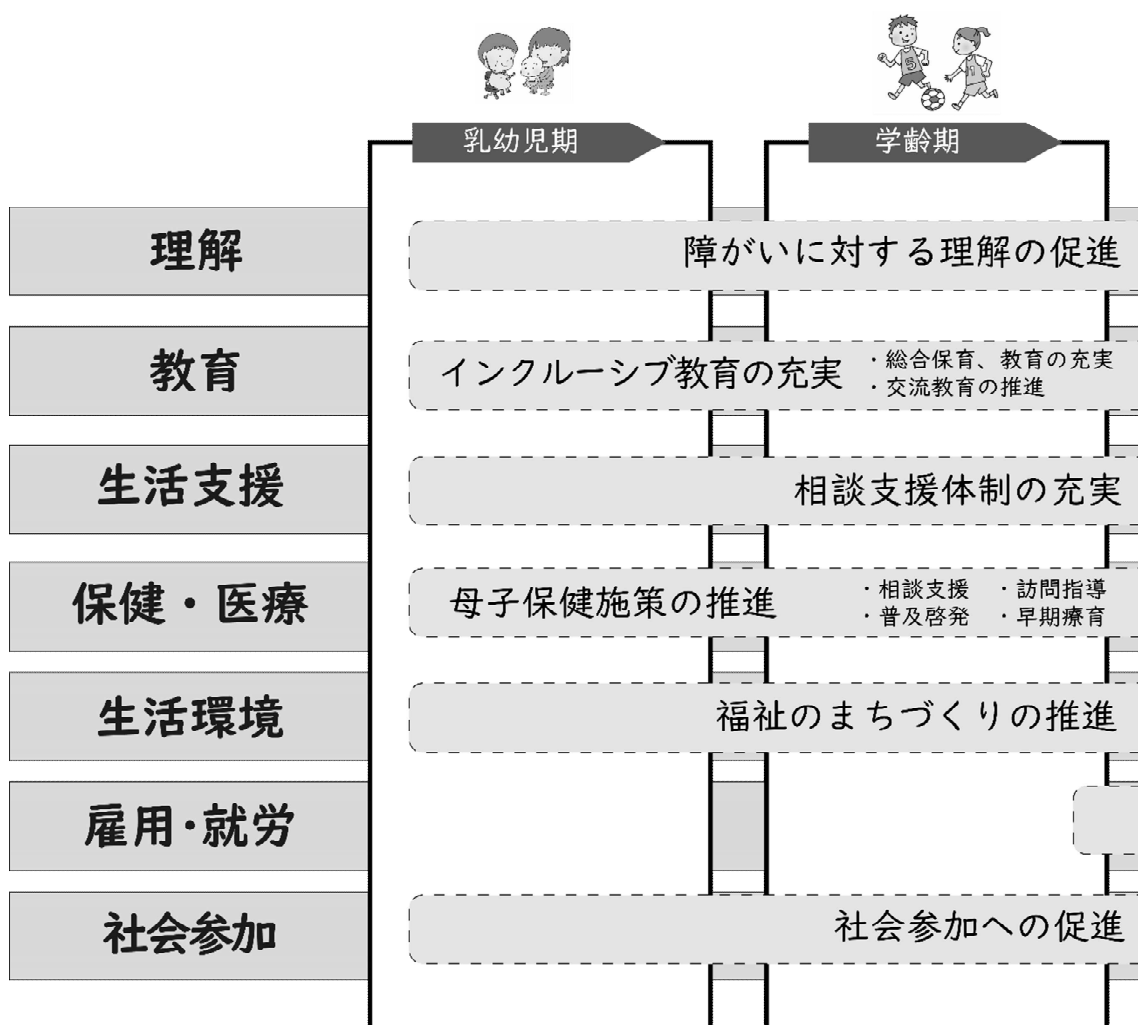 乳幼児期
学齢期
理解
障がいに対する理解の促進
教育
インクルーシブ教育の充実
・総合保育、教育の充実
・交流教育の推進
生活支援
相談支援体制の充実
保健・医療
母子保健施策の推進
・相談支援 ・訪問指導
・普及啓発 ・早期療育
生活環境
福祉のまちづくりの推進
雇用・就労
社会参加
社会参加への促進
5
1